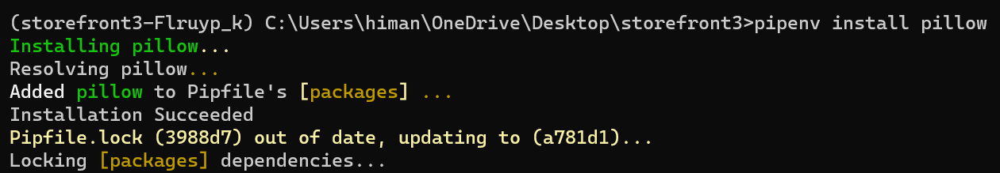 (storefront3-Flruyp_k) C:\Users\himan\OneDrive\Desktop\storefront3>pipenv install pillow
Installing pillow...
Resolving pillow...
Added pillow to Pipfile's [packages] ...
Installation Succeeded
Pipfile.lock (3988d7) out of date, updating to (a781d1)...
Locking [packages] dependencies...